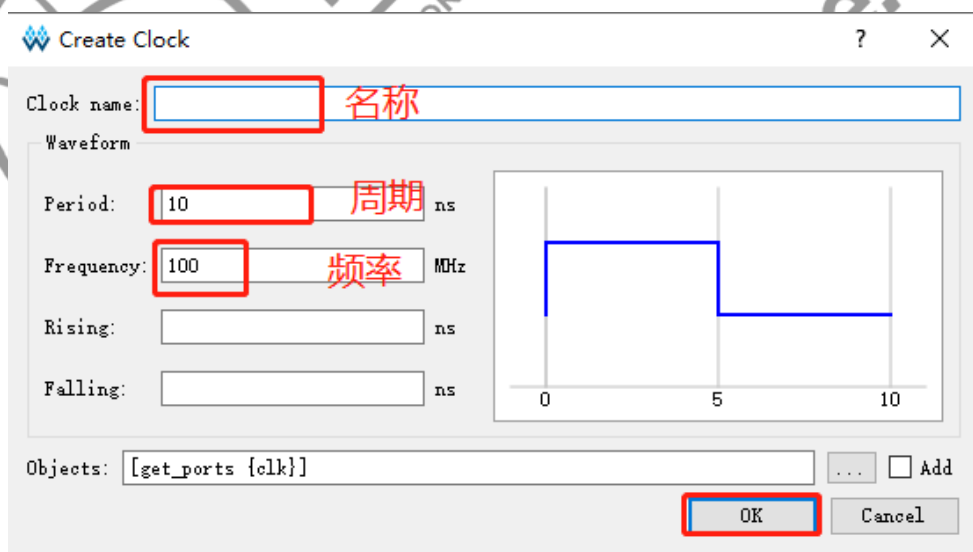 Create Clock ? ×
Clock name: 名称
Waveform
Period: 10 周期 ns
Frequency: 100 频率 MHz
Rising: ns
Falling: ns
0 5 10
Objects: [get_ports {clk}] ... Add
OK Cancel